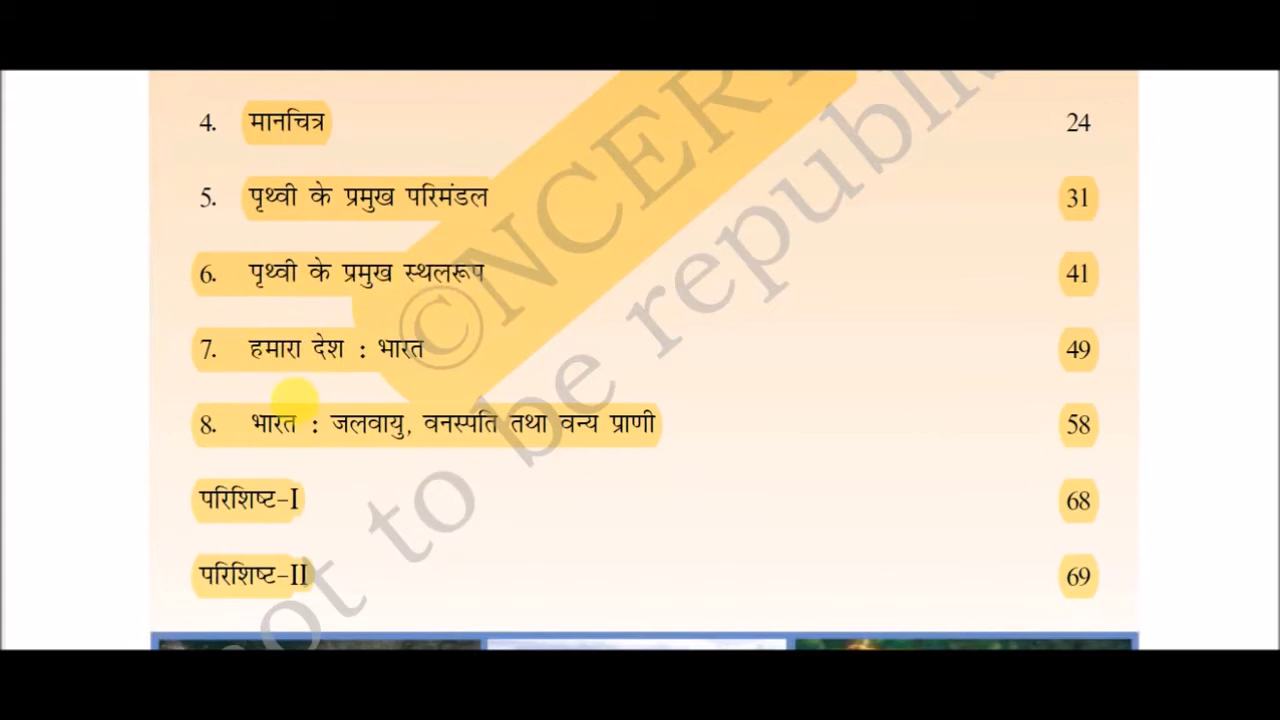 4. मानचित्र 24
5. पृथ्वी के प्रमुख परिमंडल 31
6. पृथ्वी के प्रमुख स्थलरूप 41
7. हमारा देश : भारत 49
8. भारत : जलवायु, वनस्पति तथा वन्य प्राणी 58
परिशिष्ट-I 68
परिशिष्ट-II 69
©NCERT
not to be republi